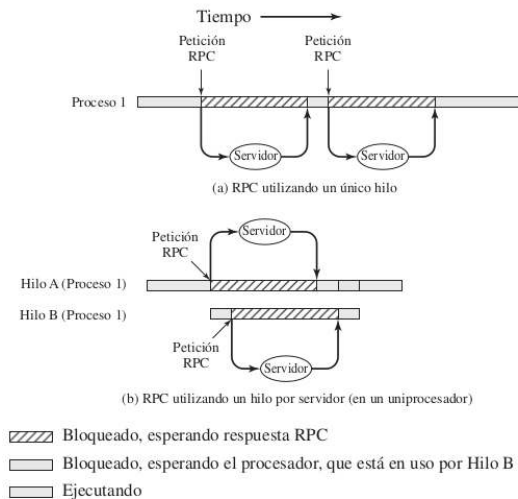 Tiempo
Petición
RPC
Petición
RPC
Proceso 1
Servidor
Servidor
(a) RPC utilizando un único hilo
Petición
RPC
Servidor
Hilo A (Proceso 1)
Hilo B (Proceso 1)
Petición
RPC
Servidor
(b) RPC utilizando un hilo por servidor (en un uniprocesador)
Bloqueado, esperando respuesta RPC
Bloqueado, esperando el procesador, que está en uso por Hilo B
Ejecutando